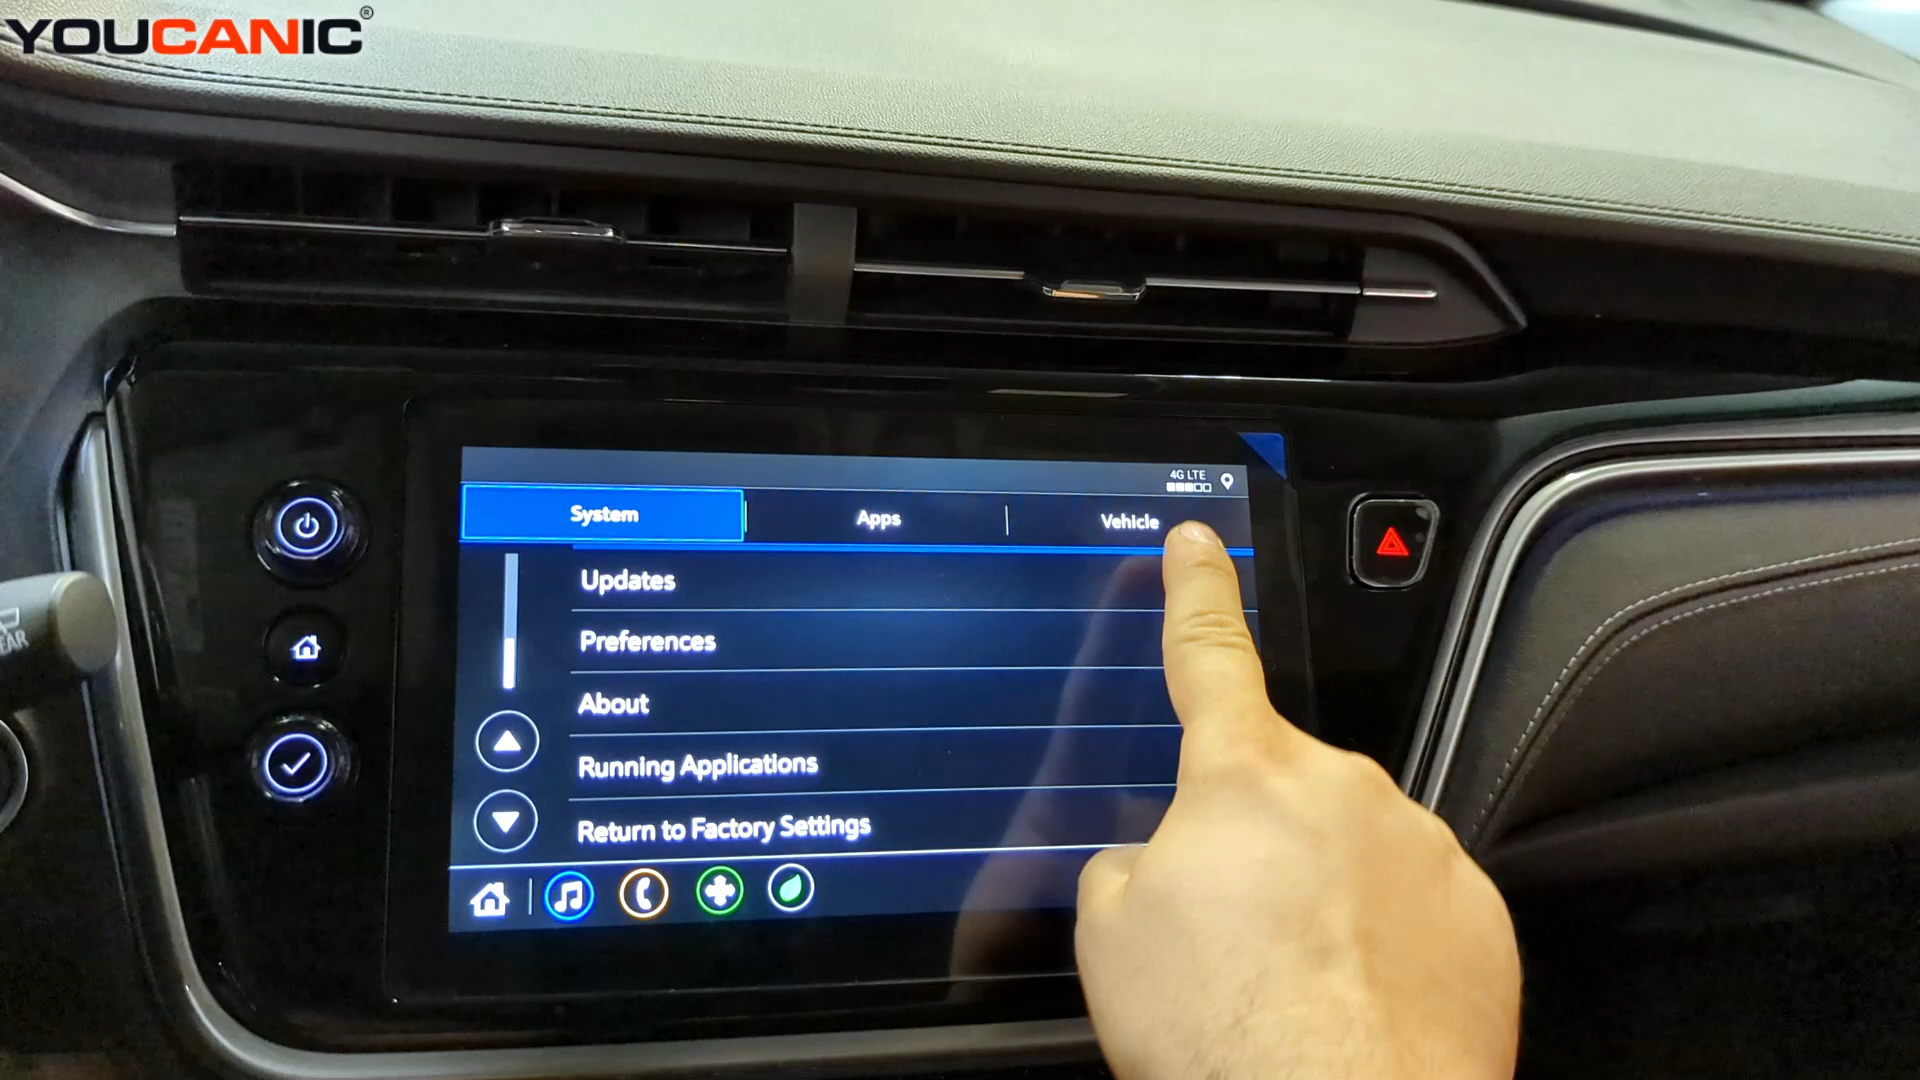 YOUCANIC®
4G LTE
System
Apps
Vehicle
Updates
Preferences
About
Running Applications
Return to Factory Settings